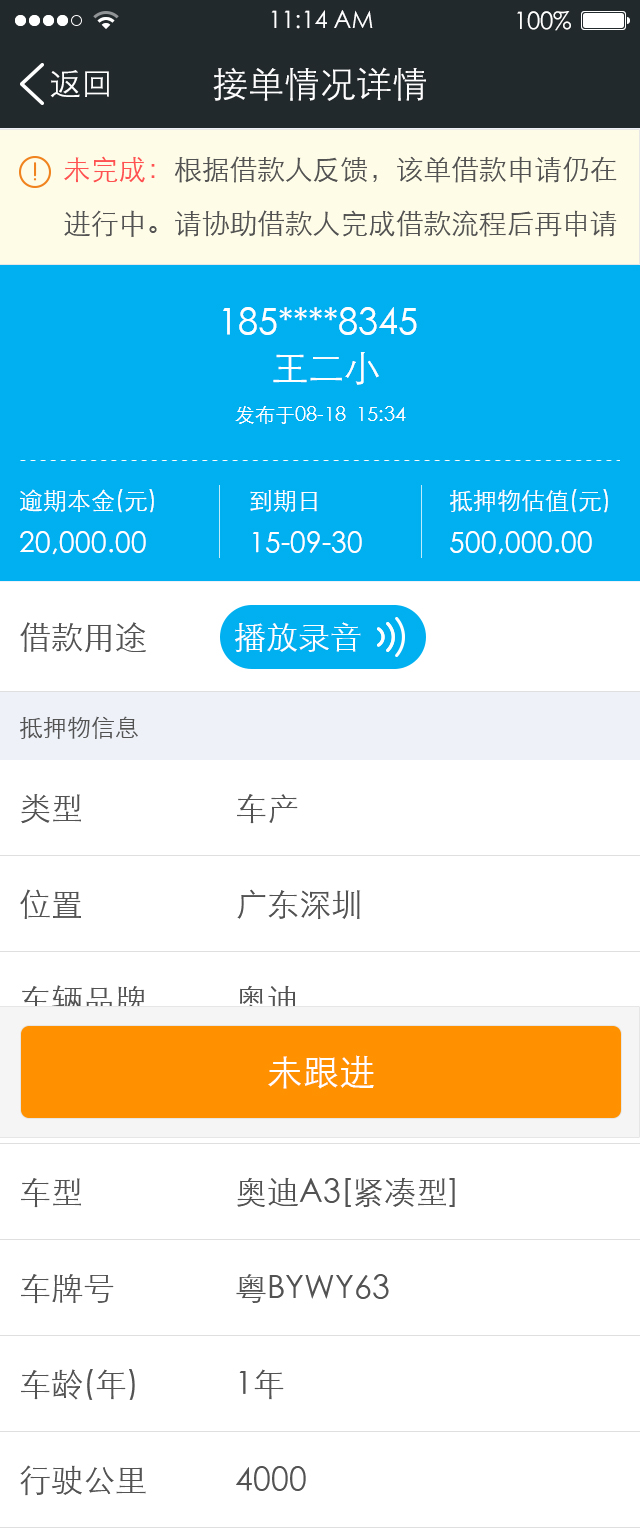 11:14 AM 100%
返回 接单情况详情
未完成：根据借款人反馈，该单借款申请仍在
进行中。请协助借款人完成借款流程后再申请
185****8345
王二小
发布于08-18 15:34
逾期本金(元) 到期日 抵押物估值(元)
20,000.00 15-09-30 500,000.00
借款用途 播放录音
抵押物信息
类型 车产
位置 广东深圳
车辆品牌 奥迪
未跟进
车型 奥迪A3[紧凑型]
车牌号 粤BYWY63
车龄(年) 1年
行驶公里 4000